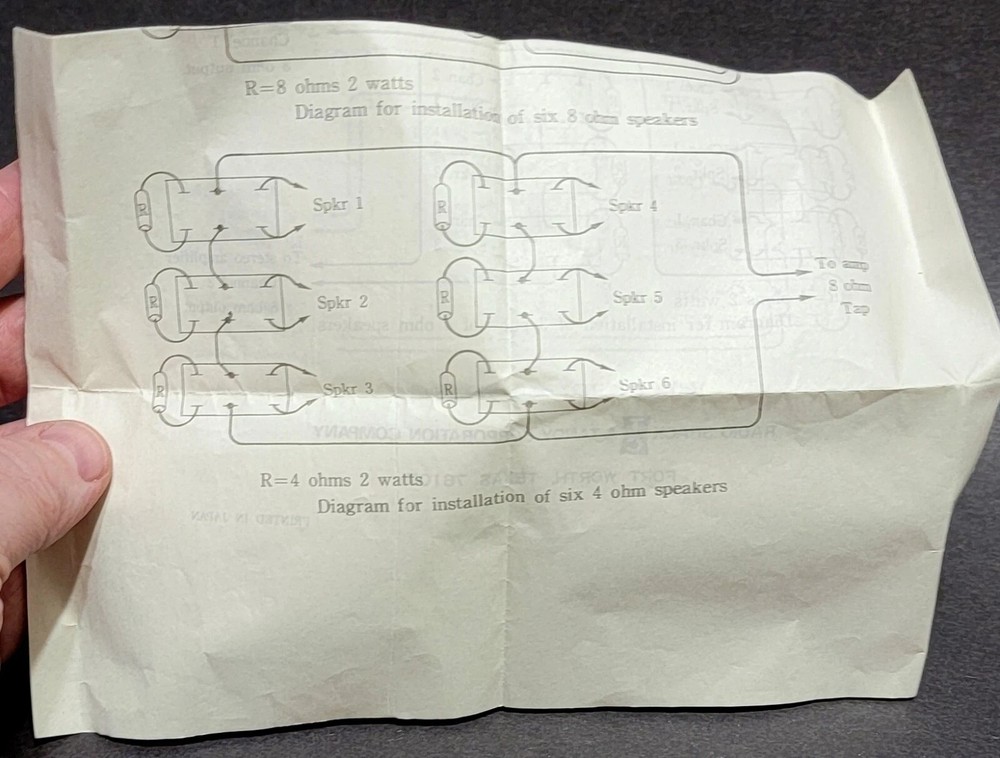 R=8 ohms 2 watts
Diagram for installation of six 8 ohm speakers
R
Spkr 1
R
Spkr 4
To amp
8 ohm
Tap
R
Spkr 2
R
Spkr 5
R
Spkr 3
R
Spkr 6
R=4 ohms 2 watts
Diagram for installation of six 4 ohm speakers